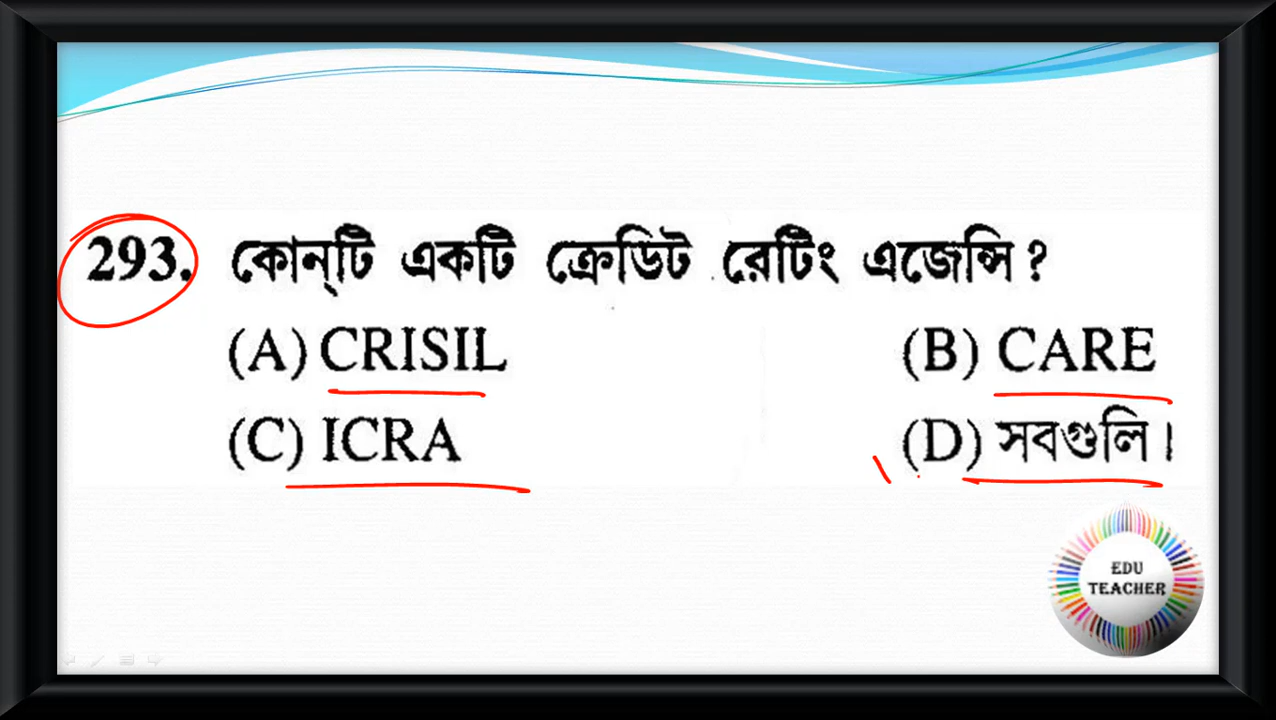 293. কোন্‌টি একটি ক্রেডিট রেটিং এজেন্সি ?
(A) CRISIL (B) CARE
(C) ICRA (D) সবগুলি।
EDU
TEACHER